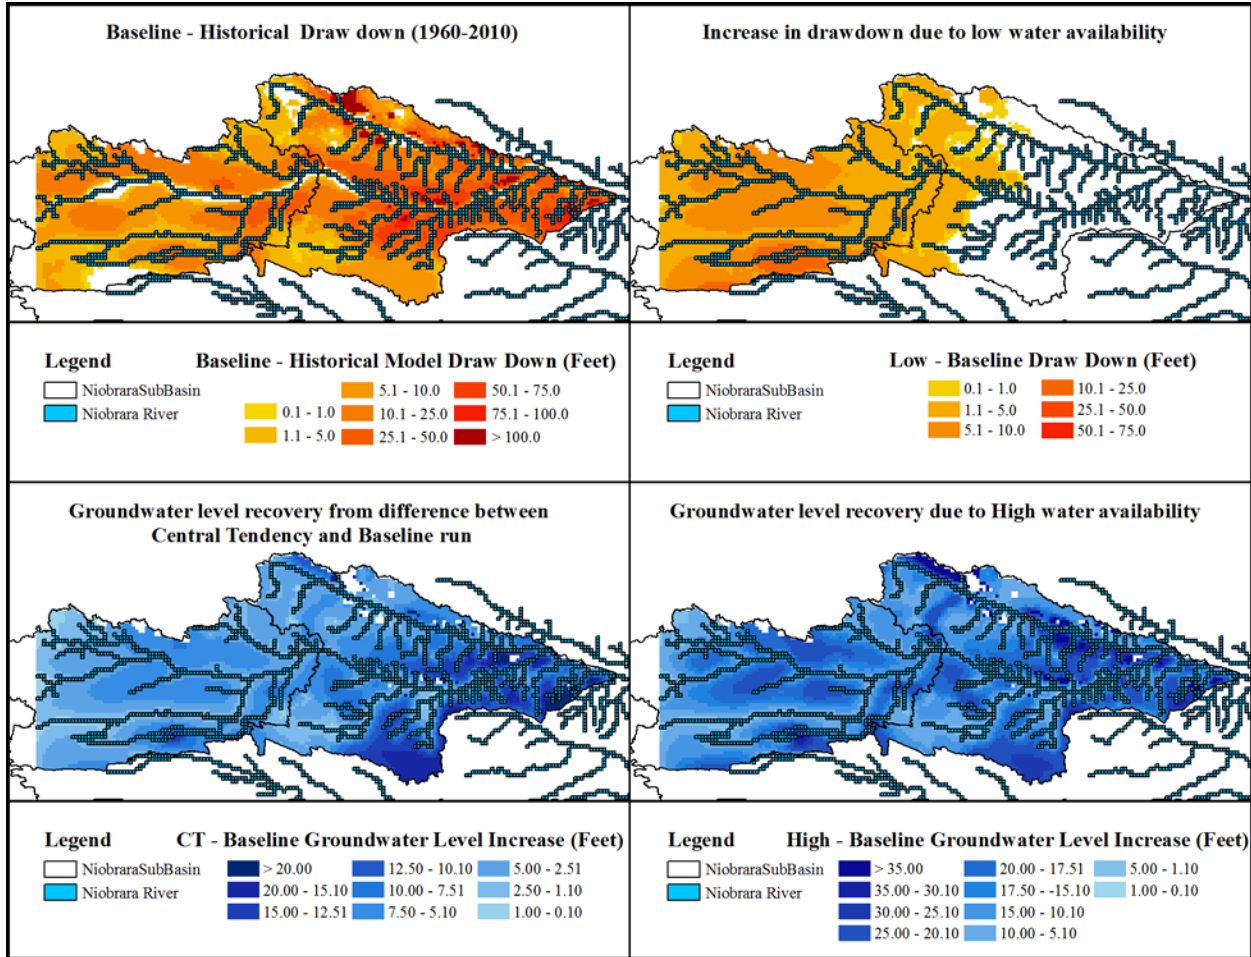 Baseline - Historical Draw down (1960-2010)
Increase in drawdown due to low water availability
Legend
NiobraraSubBasin
Niobrara River
Baseline - Historical Model Draw Down (Feet)
0.1 - 1.0
1.1 - 5.0
5.1 - 10.0
10.1 - 25.0
25.1 - 50.0
50.1 - 75.0
75.1 - 100.0
> 100.0
Legend
NiobraraSubBasin
Niobrara River
Low - Baseline Draw Down (Feet)
0.1 - 1.0
1.1 - 5.0
5.1 - 10.0
10.1 - 25.0
25.1 - 50.0
50.1 - 75.0
Groundwater level recovery from difference between
Central Tendency and Baseline run
Groundwater level recovery due to High water availability
Legend
NiobraraSubBasin
Niobrara River
CT - Baseline Groundwater Level Increase (Feet)
> 20.00
20.00 - 15.10
15.00 - 12.51
12.50 - 10.10
10.00 - 7.51
7.50 - 5.10
5.00 - 2.51
2.50 - 1.10
1.00 - 0.10
Legend
NiobraraSubBasin
Niobrara River
High - Baseline Groundwater Level Increase (Feet)
> 35.00
35.00 - 30.10
30.00 - 25.10
25.00 - 20.10
20.00 - 17.51
17.50 - -15.10
15.00 - 10.10
10.00 - 5.10
5.00 - 1.10
1.00 - 0.10